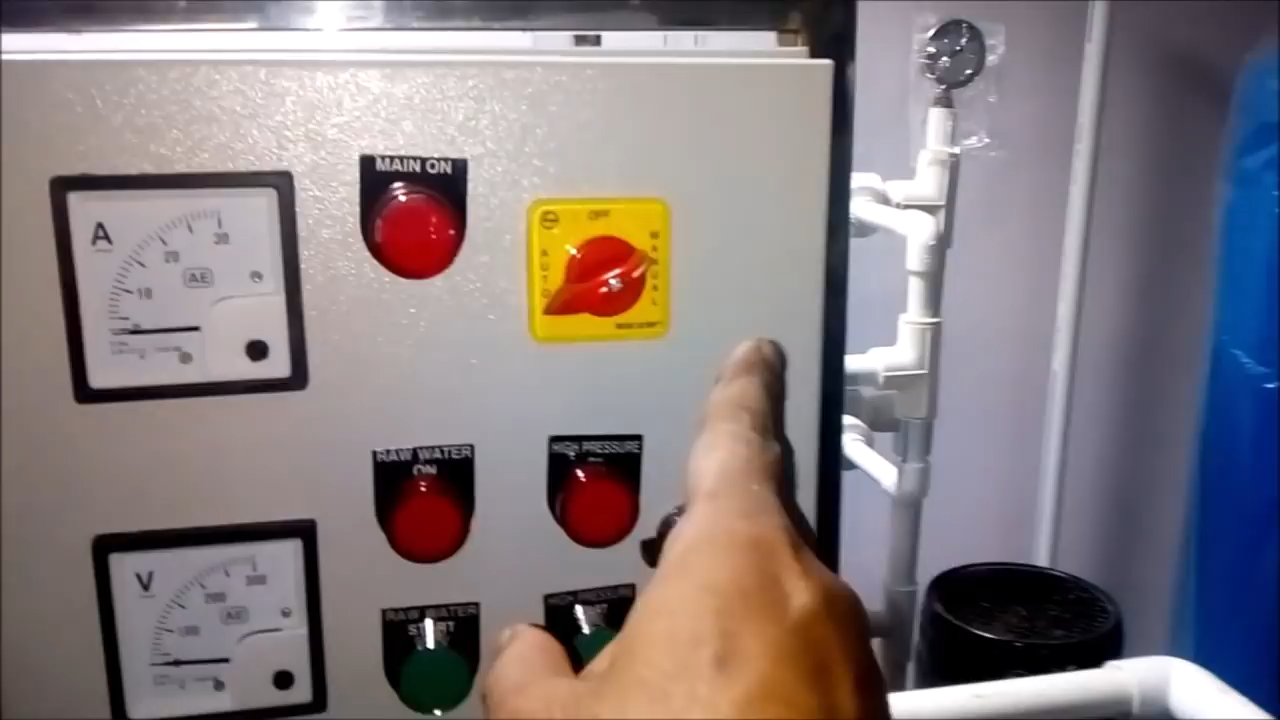 MAIN ON
A
10
20
30
AE
OFF
AUTO
MANUAL
RAW WATER
ON
HIGH PRESSURE
V
200
300
AE
RAW WATER
START
HIGH PRESSURE